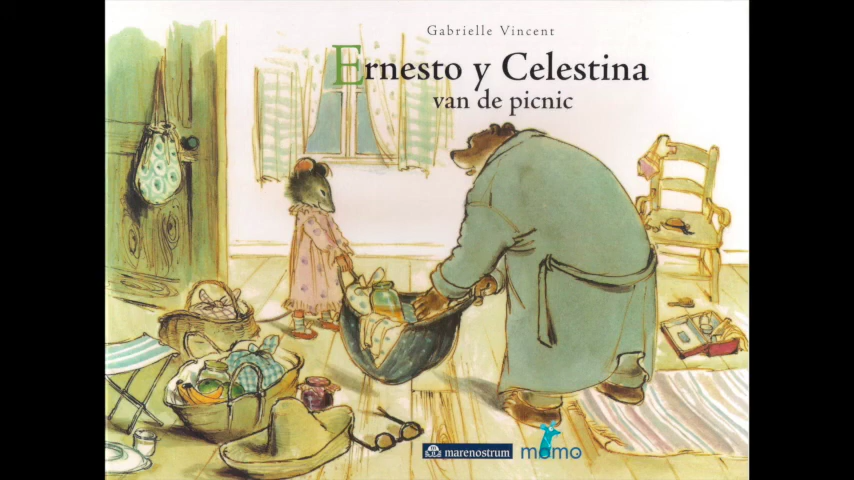 Gabrielle Vincent
Ernesto y Celestina
van de picnic
marenostrum
momo